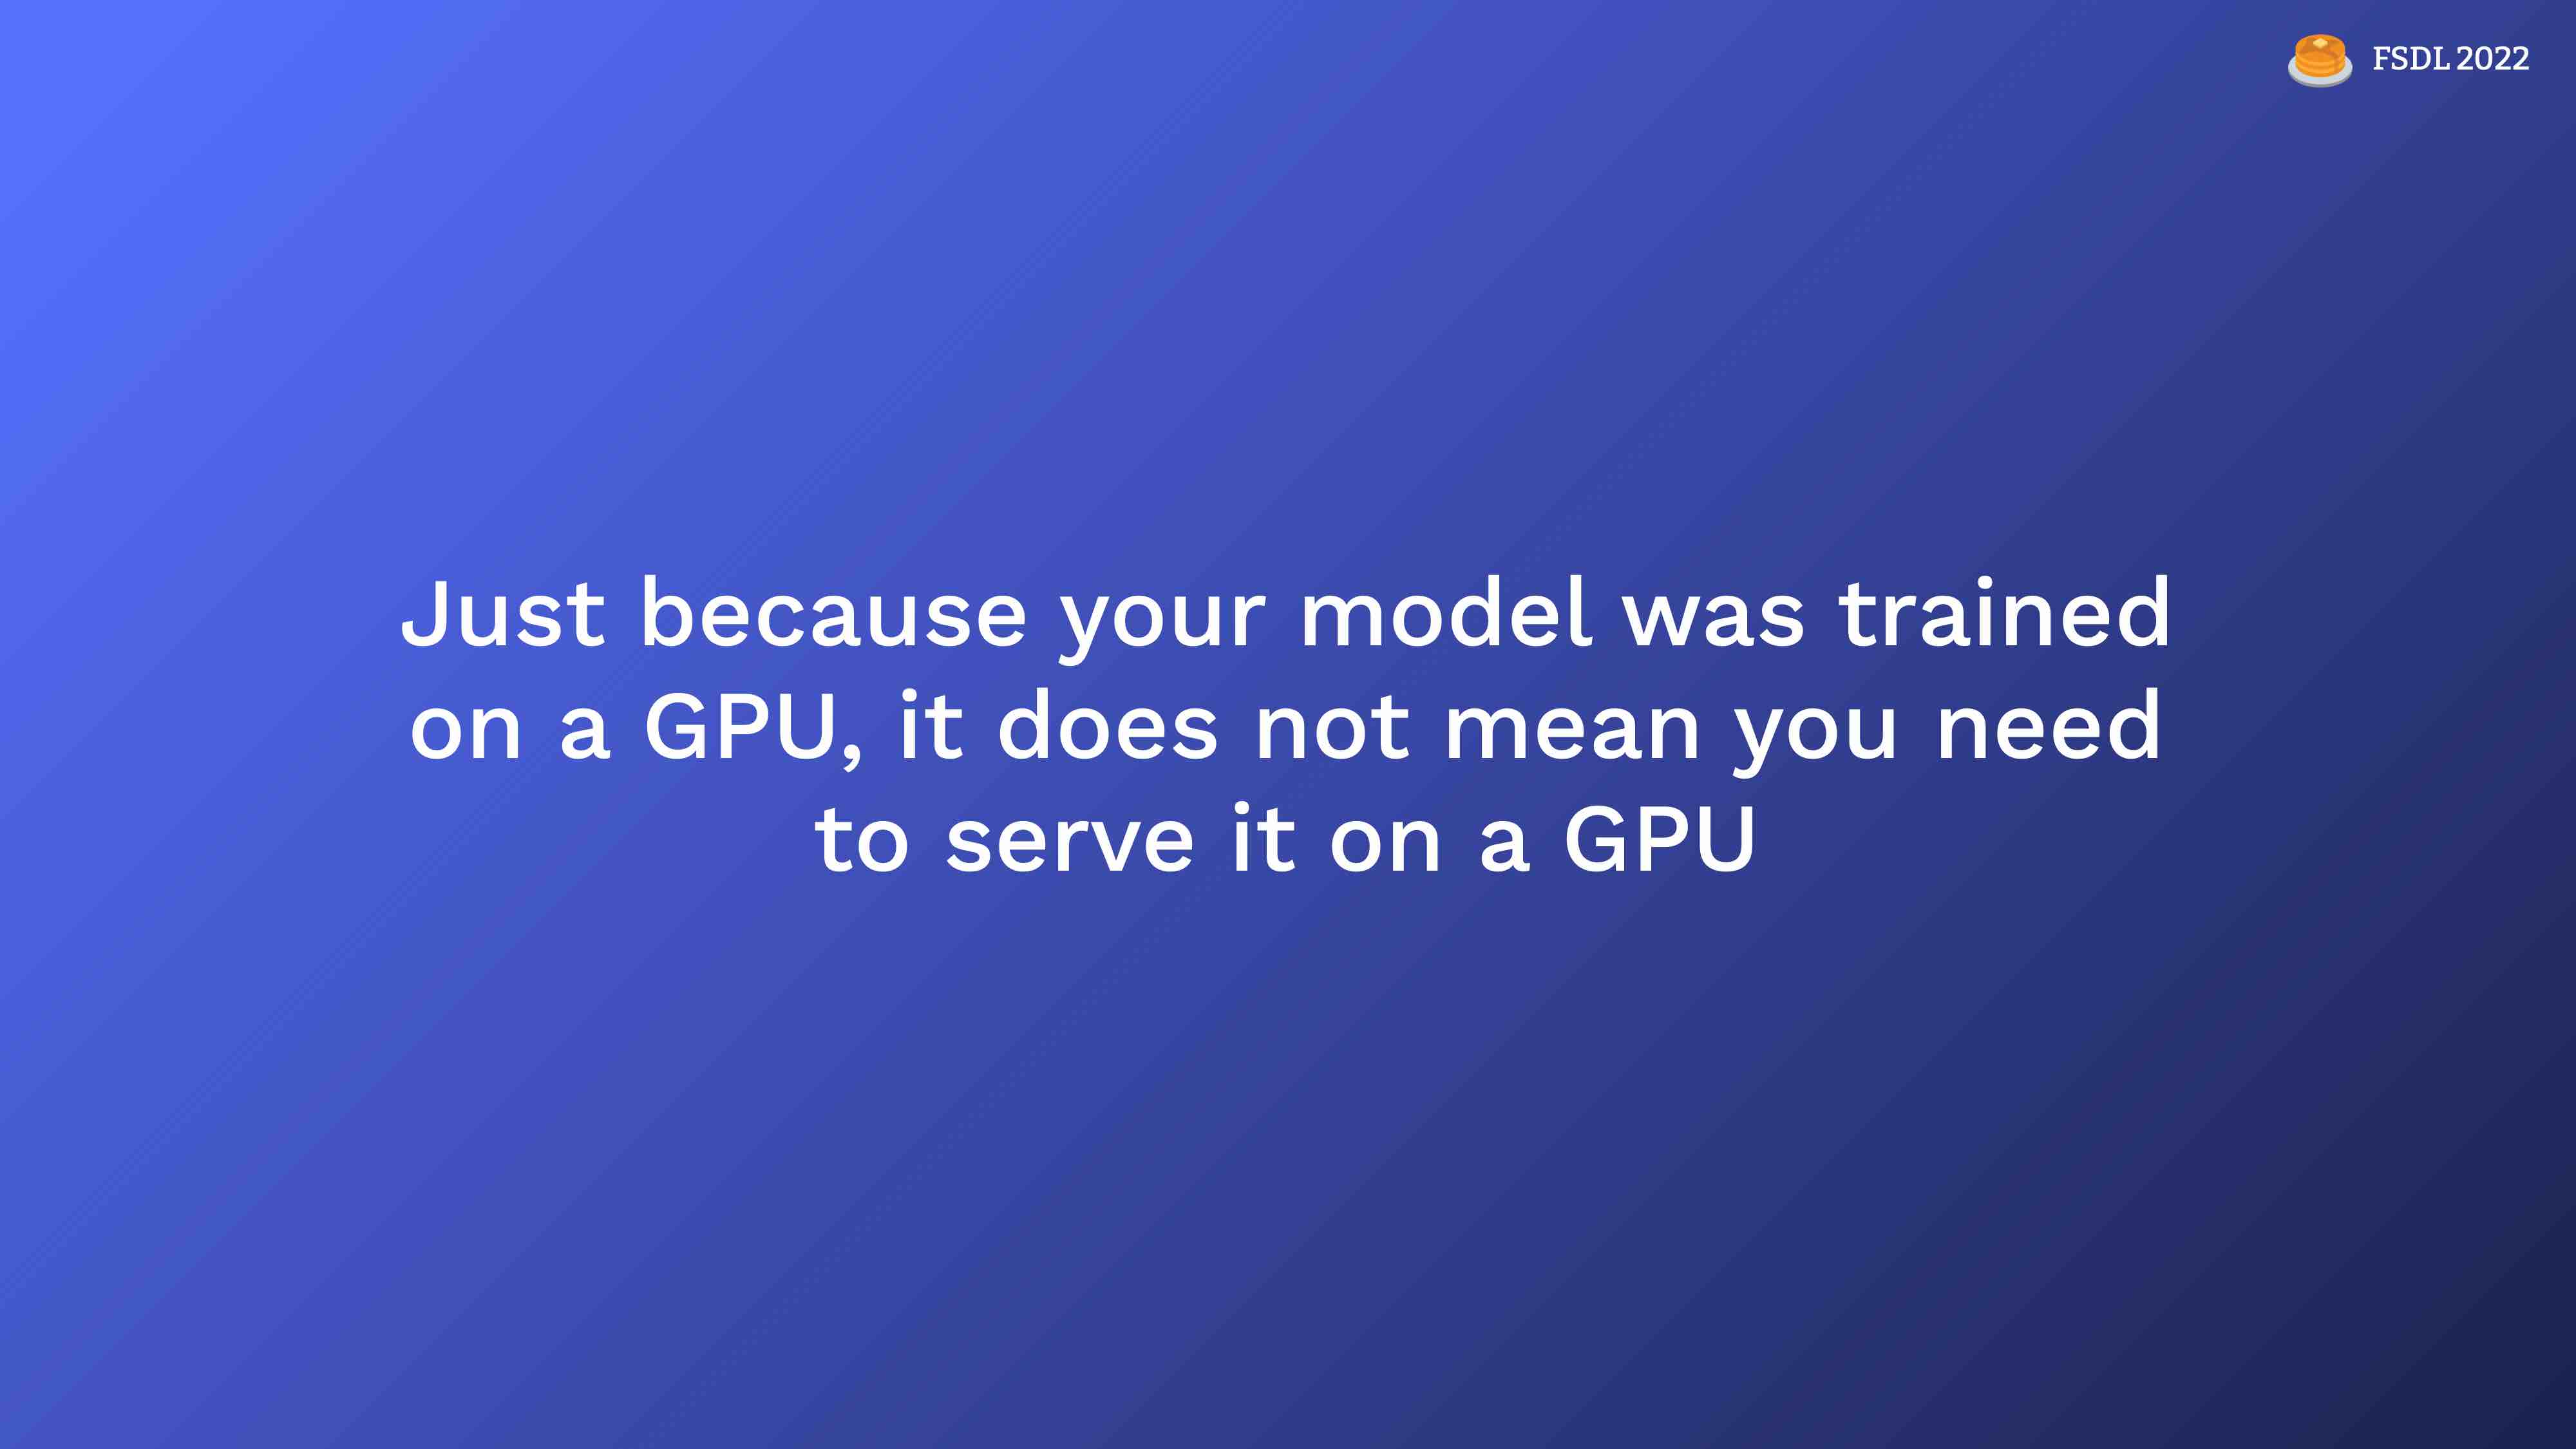 FSDL 2022
Just because your model was trained
on a GPU, it does not mean you need
to serve it on a GPU